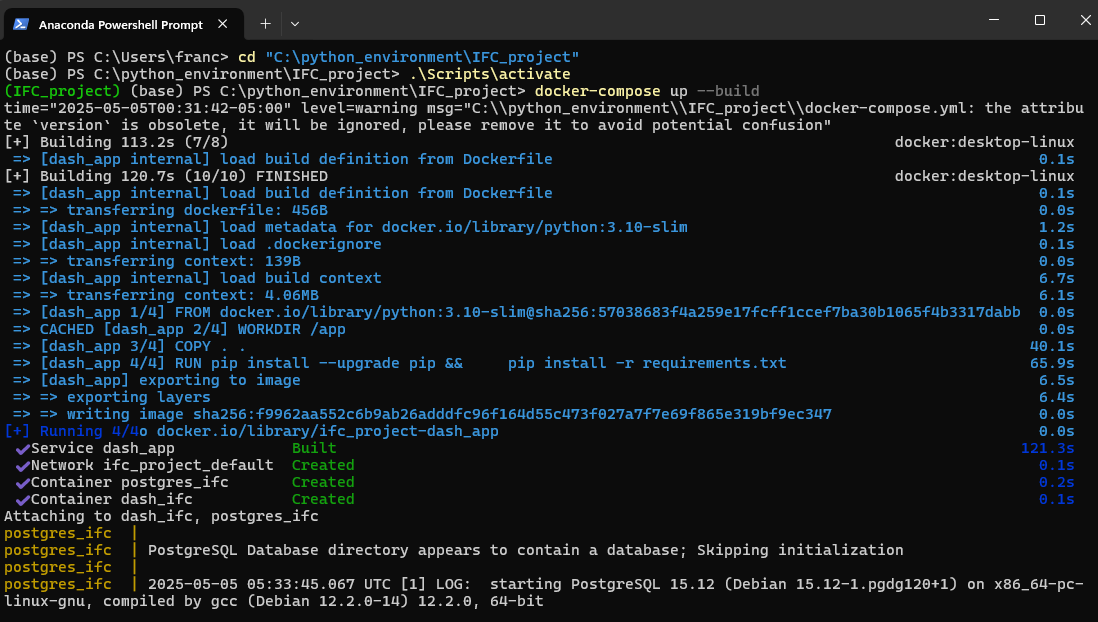 Anaconda Powershell Prompt
(base) PS C:\Users\franc> cd "C:\python_environment\IFC_project"
(base) PS C:\python_environment\IFC_project> .\Scripts\activate
(IFC_project) (base) PS C:\python_environment\IFC_project> docker-compose up --build
time="2025-05-05T00:31:42-05:00" level=warning msg="C:\\python_environment\\IFC_project\\docker-compose.yml: the attribu
te `version` is obsolete, it will be ignored, please remove it to avoid potential confusion"
[+] Building 113.2s (7/8) docker:desktop-linux
=> [dash_app internal] load build definition from Dockerfile 0.1s
[+] Building 120.7s (10/10) FINISHED docker:desktop-linux
=> [dash_app internal] load build definition from Dockerfile 0.1s
=> => transferring dockerfile: 456B 0.0s
=> [dash_app internal] load metadata for docker.io/library/python:3.10-slim 1.2s
=> [dash_app internal] load .dockerignore 0.1s
=> => transferring context: 139B 0.0s
=> [dash_app internal] load build context 6.7s
=> => transferring context: 4.06MB 6.1s
=> [dash_app 1/4] FROM docker.io/library/python:3.10-slim@sha256:57038683f4a259e17fcff1ccef7ba30b1065f4b3317dabb 0.0s
=> CACHED [dash_app 2/4] WORKDIR /app 0.0s
=> [dash_app 3/4] COPY . . 40.1s
=> [dash_app 4/4] RUN pip install --upgrade pip &&     pip install -r requirements.txt 65.9s
=> [dash_app] exporting to image 6.5s
=> => exporting layers 6.4s
=> => writing image sha256:f9962aa552c6b9ab26adddfc96f164d55c473f027a7f7e69f865e319bf9ec347 0.0s
[+] Running 4/4o docker.io/library/ifc_project-dash_app 0.0s
✔Service dash_app Built 121.3s
✔Network ifc_project_default Created 0.1s
✔Container postgres_ifc Created 0.2s
✔Container dash_ifc Created 0.1s
Attaching to dash_ifc, postgres_ifc
postgres_ifc |
postgres_ifc | PostgreSQL Database directory appears to contain a database; Skipping initialization
postgres_ifc |
postgres_ifc | 2025-05-05 05:33:45.067 UTC [1] LOG:  starting PostgreSQL 15.12 (Debian 15.12-1.pgdg120+1) on x86_64-pc-
linux-gnu, compiled by gcc (Debian 12.2.0-14) 12.2.0, 64-bit